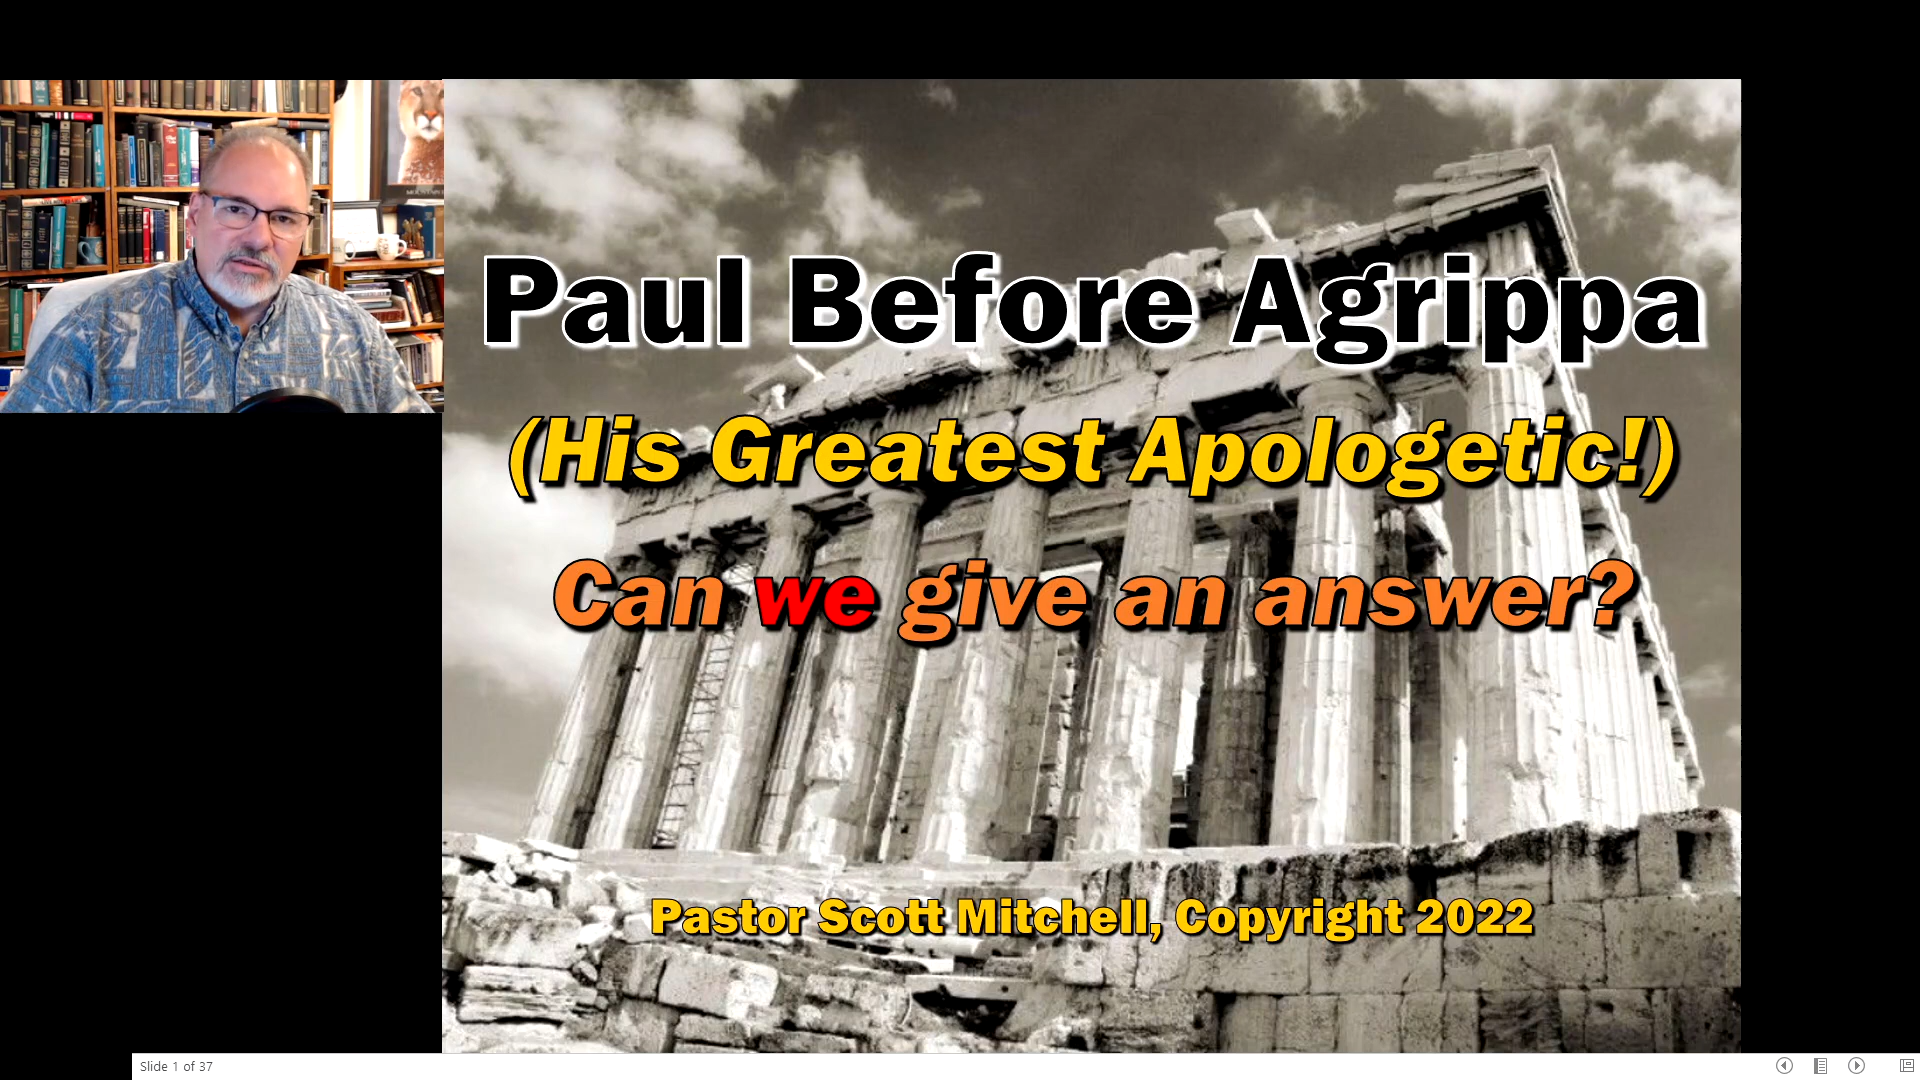 Paul Before Agrippa
(His Greatest Apologetic!)
Can we give an answer?
Pastor Scott Mitchell, Copyright 2022
Slide 1 of 37